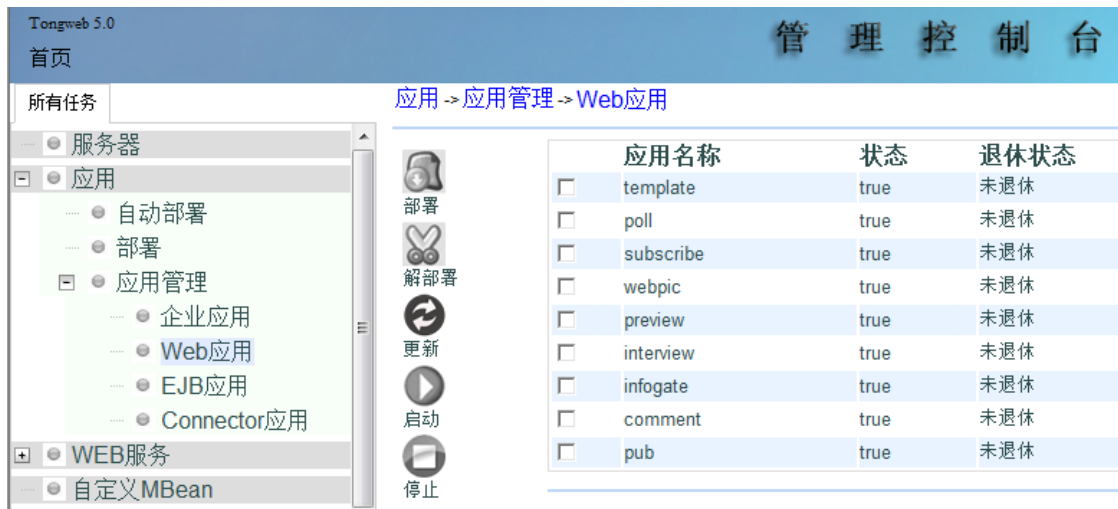 Tongweb 5.0
管理控制台
首页
所有任务
服务器
应用
自动部署
部署
应用管理
企业应用
Web应用
EJB应用
Connector应用
WEB服务
自定义MBean
应用->应用管理->Web应用
部署
解部署
更新
启动
停止
应用名称 状态 退休状态
template true 未退休
poll true 未退休
subscribe true 未退休
webpic true 未退休
preview true 未退休
interview true 未退休
infogate true 未退休
comment true 未退休
pub true 未退休